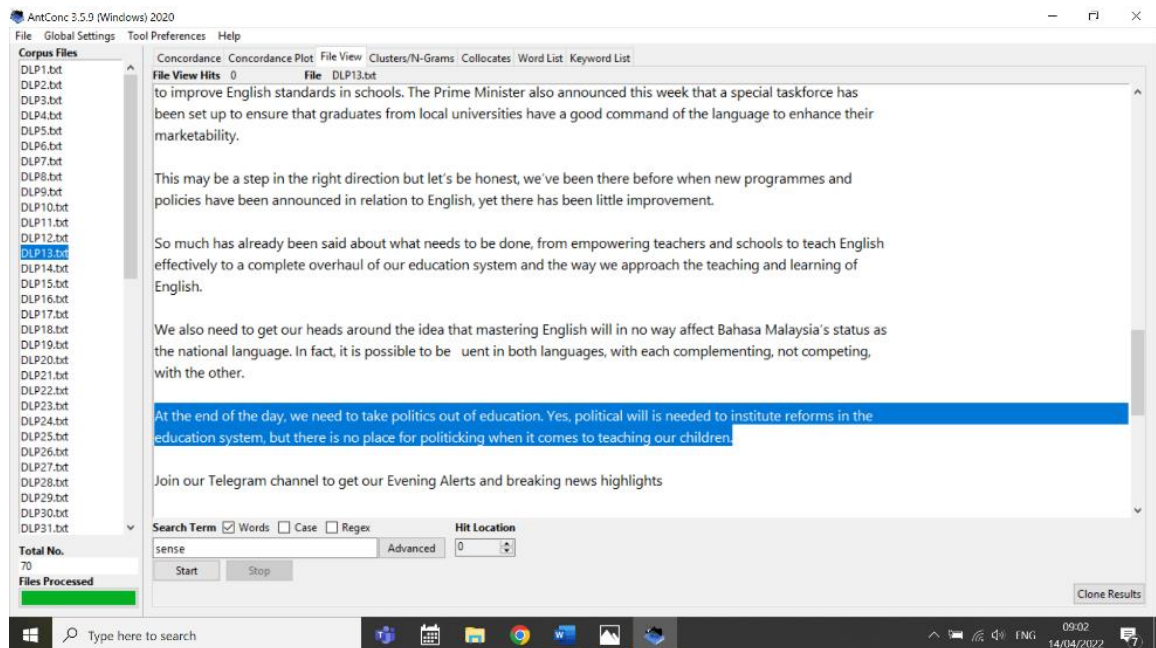 AntConc 3.5.9 (Windows) 2020
File Global Settings Tool Preferences Help
Corpus Files
DLP1.txt
DLP2.txt
DLP3.txt
DLP4.txt
DLP5.txt
DLP6.txt
DLP7.txt
DLP8.txt
DLP9.txt
DLP10.txt
DLP11.txt
DLP12.txt
DLP13.txt
DLP14.txt
DLP15.txt
DLP16.txt
DLP17.txt
DLP18.txt
DLP19.txt
DLP20.txt
DLP21.txt
DLP22.txt
DLP23.txt
DLP24.txt
DLP25.txt
DLP26.txt
DLP27.txt
DLP28.txt
DLP29.txt
DLP30.txt
DLP31.txt
Total No.
70
Files Processed
Concordance Concordance Plot File View Clusters/N-Grams Collocates Word List Keyword List
File View Hits 0 File DLP13.txt
to improve English standards in schools. The Prime Minister also announced this week that a special taskforce has
been set up to ensure that graduates from local universities have a good command of the language to enhance their
marketability.
This may be a step in the right direction but let's be honest, we've been there before when new programmes and
policies have been announced in relation to English, yet there has been little improvement.
So much has already been said about what needs to be done, from empowering teachers and schools to teach English
effectively to a complete overhaul of our education system and the way we approach the teaching and learning of
English.
We also need to get our heads around the idea that mastering English will in no way affect Bahasa Malaysia's status as
the national language. In fact, it is possible to be uent in both languages, with each complementing, not competing,
with the other.
At the end of the day, we need to take politics out of education. Yes, political will is needed to institute reforms in the
education system, but there is no place for politicking when it comes to teaching our children.
Join our Telegram channel to get our Evening Alerts and breaking news highlights
Search Term Words Case Regex Hit Location
sense Advanced 0
Start Stop
Clone Results
Type here to search
ENG 09:02
14/04/2022
7